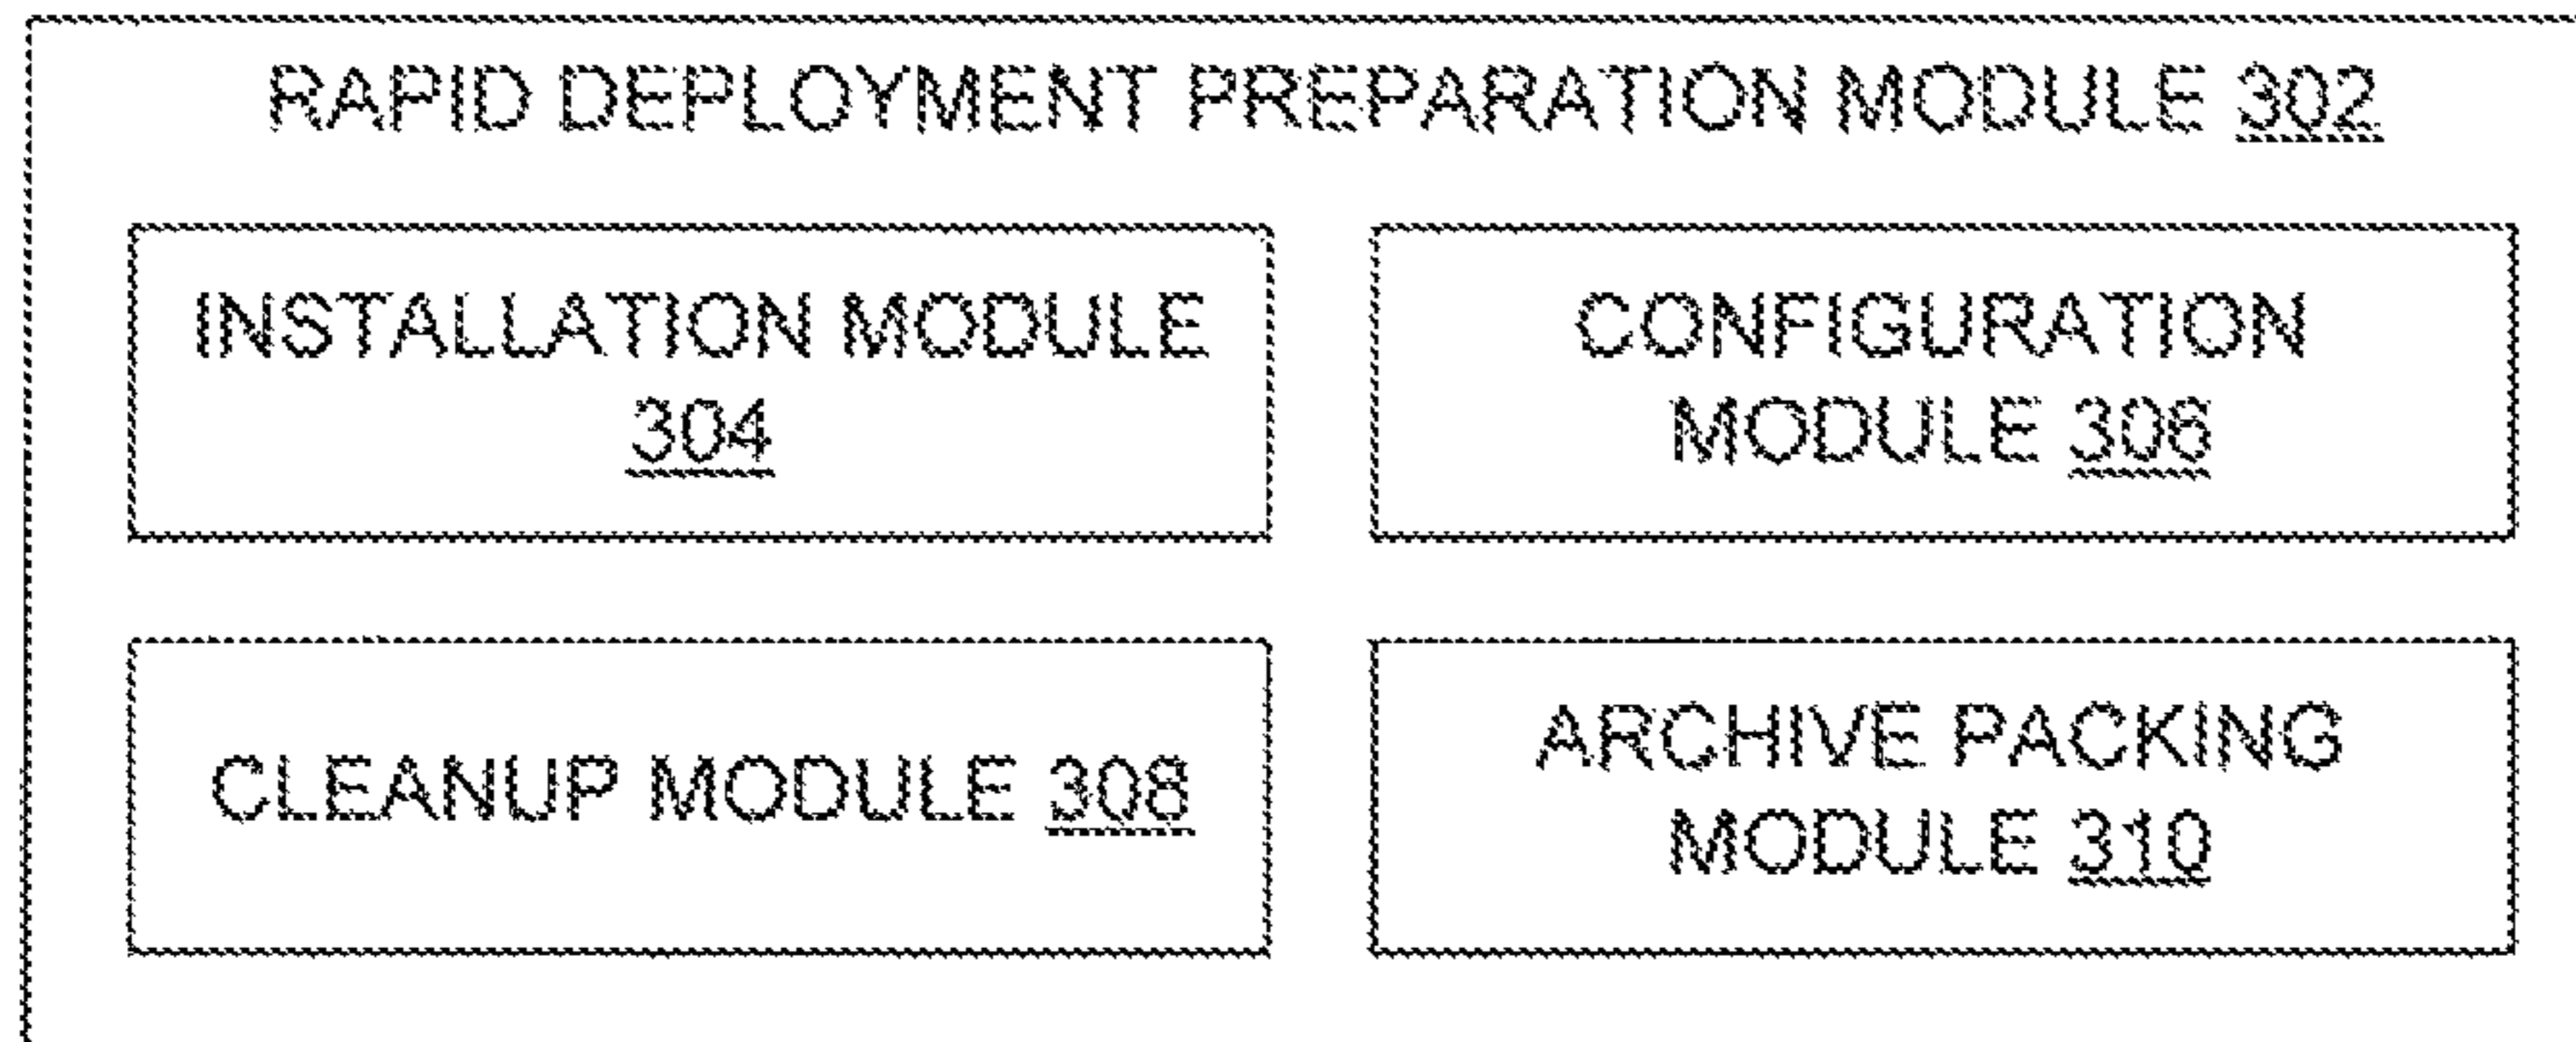 RAPID DEPLOYMENT PREPARATION MODULE 302
INSTALLATION MODULE
304
CONFIGURATION
MODULE 306
CLEANUP MODULE 308
ARCHIVE PACKING
MODULE 310